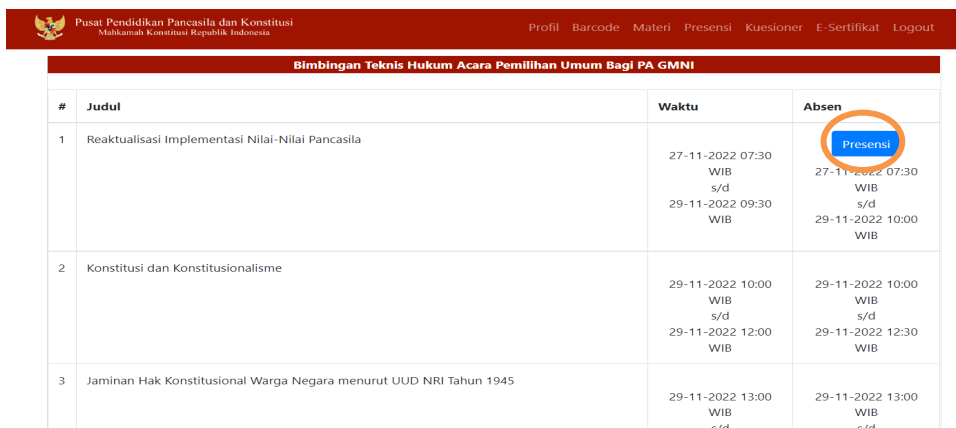 Pusat Pendidikan Pancasila dan Konstitusi
Mahkamah Konstitusi Republik Indonesia
Profil Barcode Materi Presensi Kuesioner E-Sertifikat Logout
Bimbingan Teknis Hukum Acara Pemilihan Umum Bagi PA GMNI
# Judul Waktu Absen
1 Reaktualisasi Implementasi Nilai-Nilai Pancasila
27-11-2022 07:30
WIB
s/d
29-11-2022 09:30
WIB
Presensi
27-11-2022 07:30
WIB
s/d
29-11-2022 10:00
WIB
2 Konstitusi dan Konstitusionalisme
29-11-2022 10:00
WIB
s/d
29-11-2022 12:00
WIB
29-11-2022 10:00
WIB
s/d
29-11-2022 12:30
WIB
3 Jaminan Hak Konstitusional Warga Negara menurut UUD NRI Tahun 1945
29-11-2022 13:00
WIB
s/d
29-11-2022 13:00
WIB
s/d